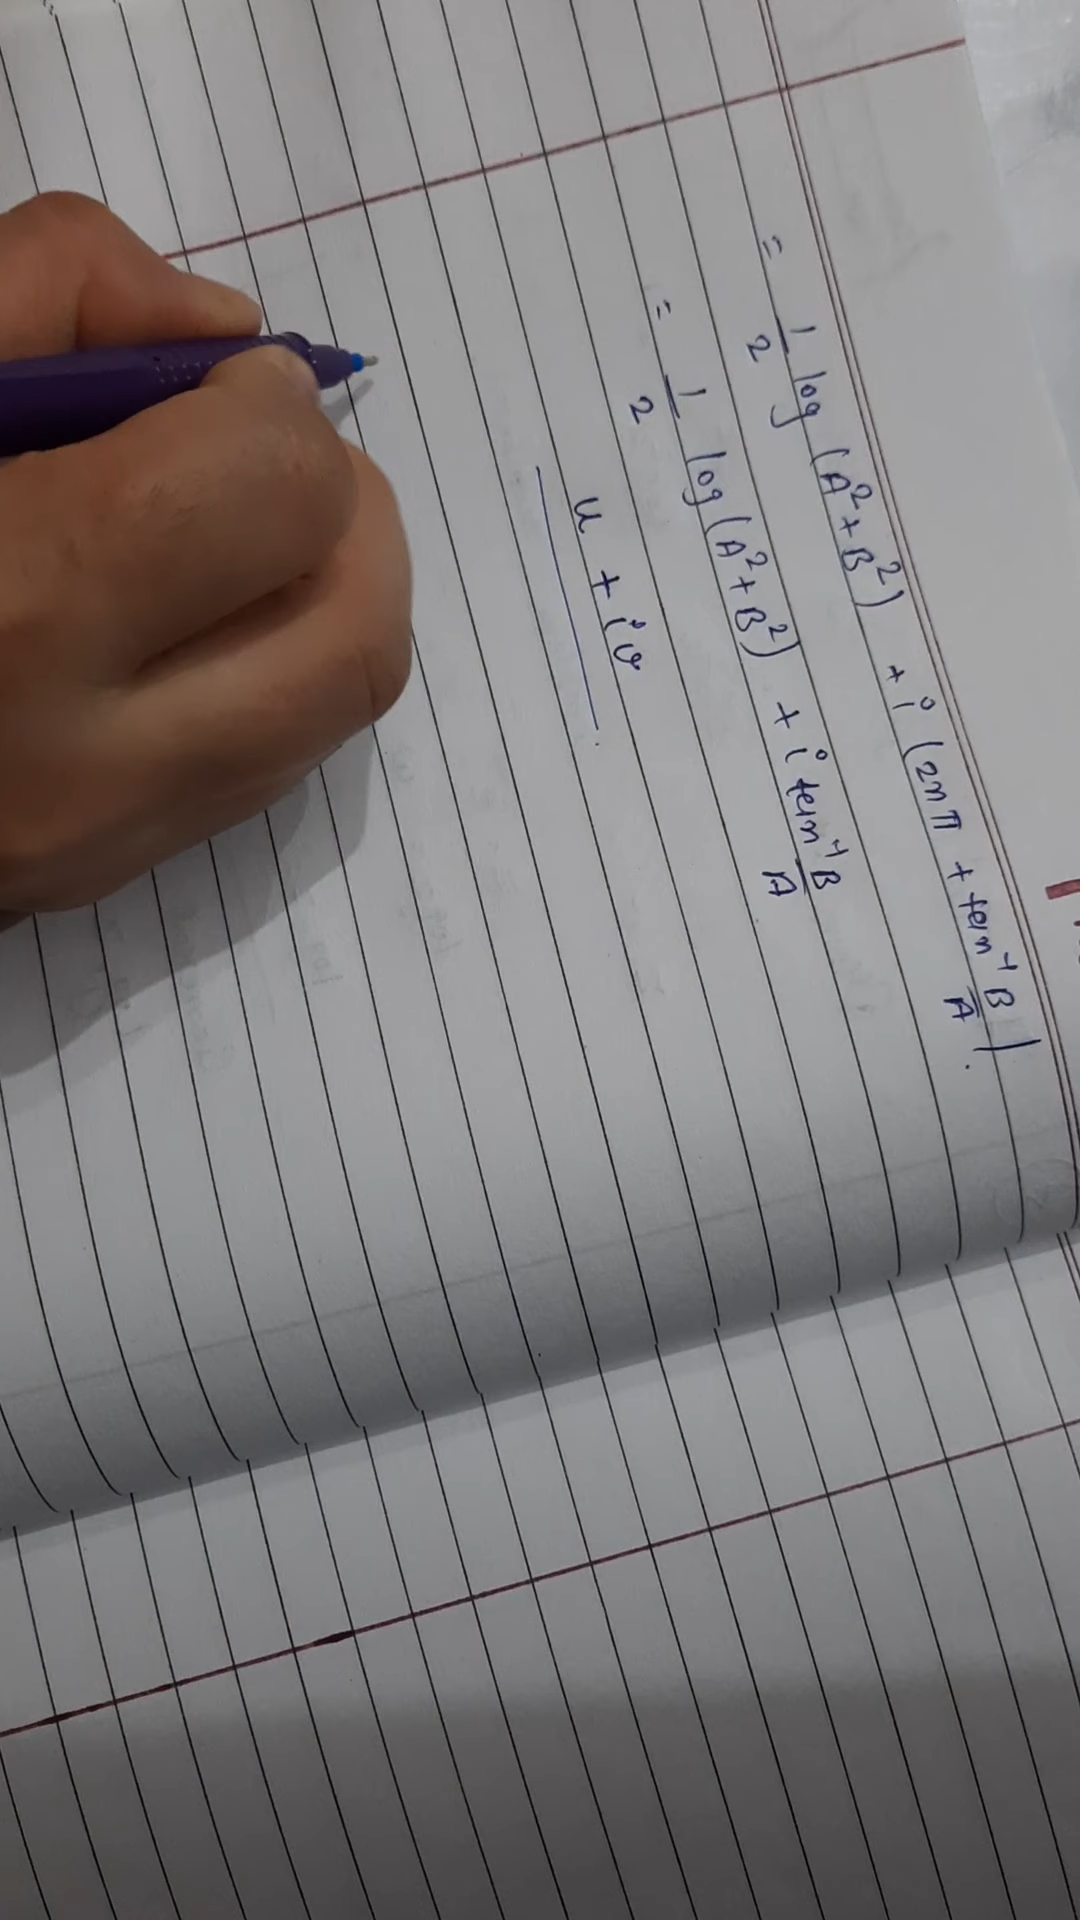 = 1/2 log (A² + B²) + i (2nπ + tan⁻¹ B/A).
= 1/2 log (A² + B²) + i tan⁻¹ B/A
u + iv